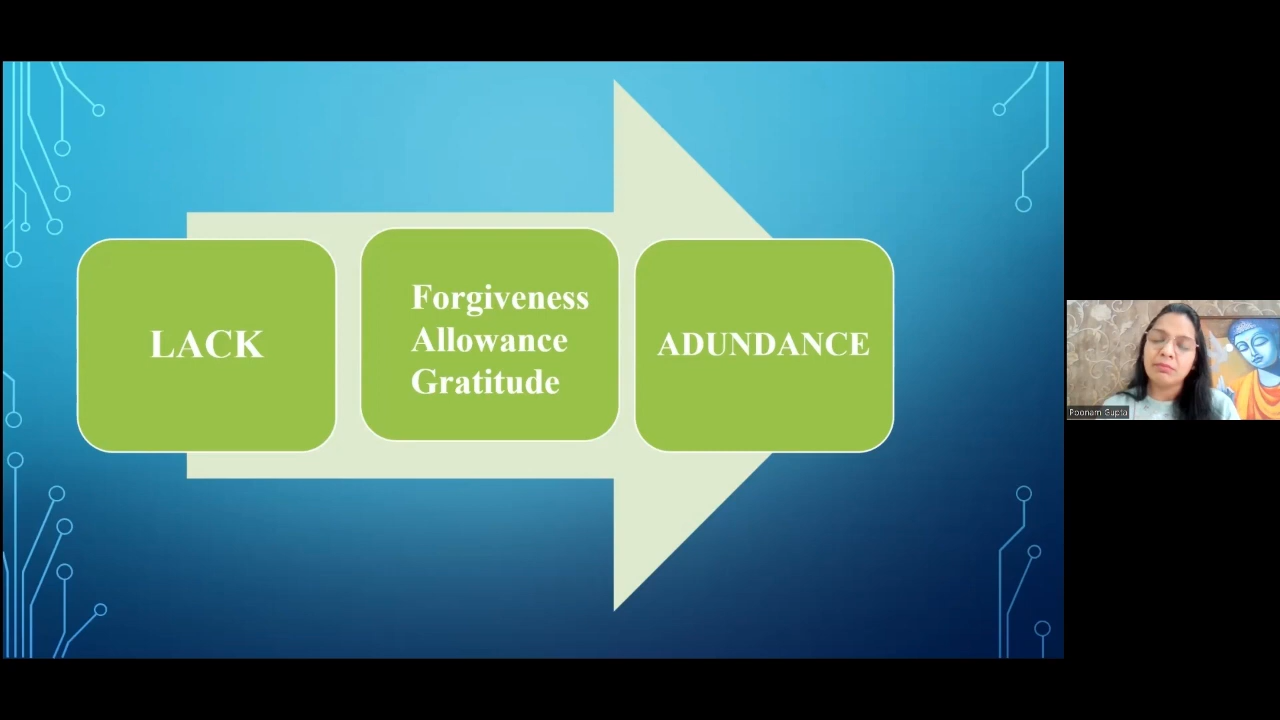 LACK
Forgiveness
Allowance
Gratitude
ADUNDANCE
Poonam Gupta